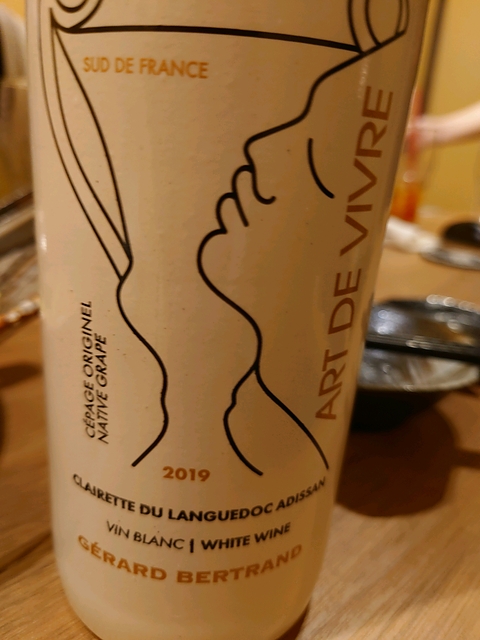 SUD DE FRANCE
ART DE VIVRE
CÉPAGE ORIGINEL
NATIVE GRAPE
2019
CLAIRETTE DU LANGUEDOC ADISSAN
VIN BLANC | WHITE WINE
GÉRARD BERTRAND